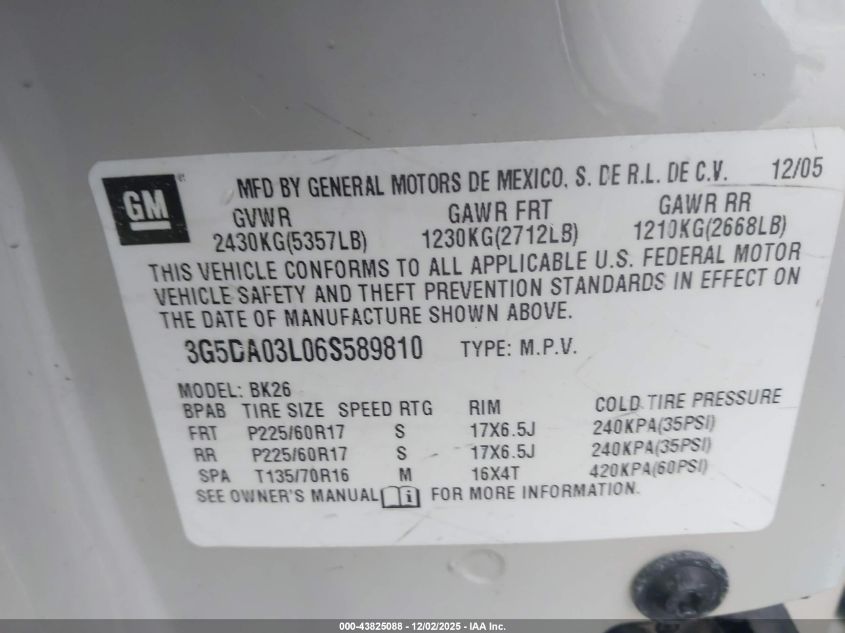 GM® MFD BY GENERAL MOTORS DE MEXICO, S. DE R.L. DE C.V. 12/05
GVWR GAWR FRT GAWR RR
2430KG(5357LB) 1230KG(2712LB) 1210KG(2668LB)
THIS VEHICLE CONFORMS TO ALL APPLICABLE U.S. FEDERAL MOTOR
VEHICLE SAFETY AND THEFT PREVENTION STANDARDS IN EFFECT ON
THE DATE OF MANUFACTURE SHOWN ABOVE.
3G5DA03L06S589810 TYPE: M.P.V.
MODEL: BK26
BPAB TIRE SIZE SPEED RTG RIM COLD TIRE PRESSURE
FRT P225/60R17 S 17X6.5J 240KPA(35PSI)
RR P225/60R17 S 17X6.5J 240KPA(35PSI)
SPA T135/70R16 M 16X4T 420KPA(60PSI)
SEE OWNER'S MANUAL i FOR MORE INFORMATION.
000-43825088 - 12/02/2025 - IAA Inc.